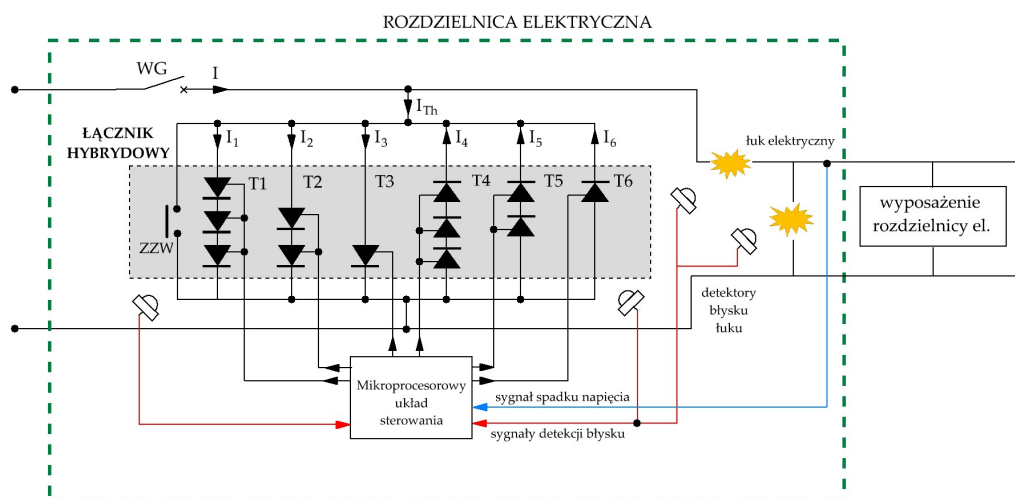 ROZDZIELNICA ELEKTRYCZNA
WG
I
I_Th
ŁĄCZNIK
HYBRYDOWY
I_1
I_2
I_3
I_4
I_5
I_6
łuk elektryczny
T1
T2
T3
T4
T5
T6
ZZW
wyposażenie
rozdzielnicy el.
detektory
błysku
łuku
Mikroprocesorowy
układ
sterowania
sygnał spadku napięcia
sygnały detekcji błysku